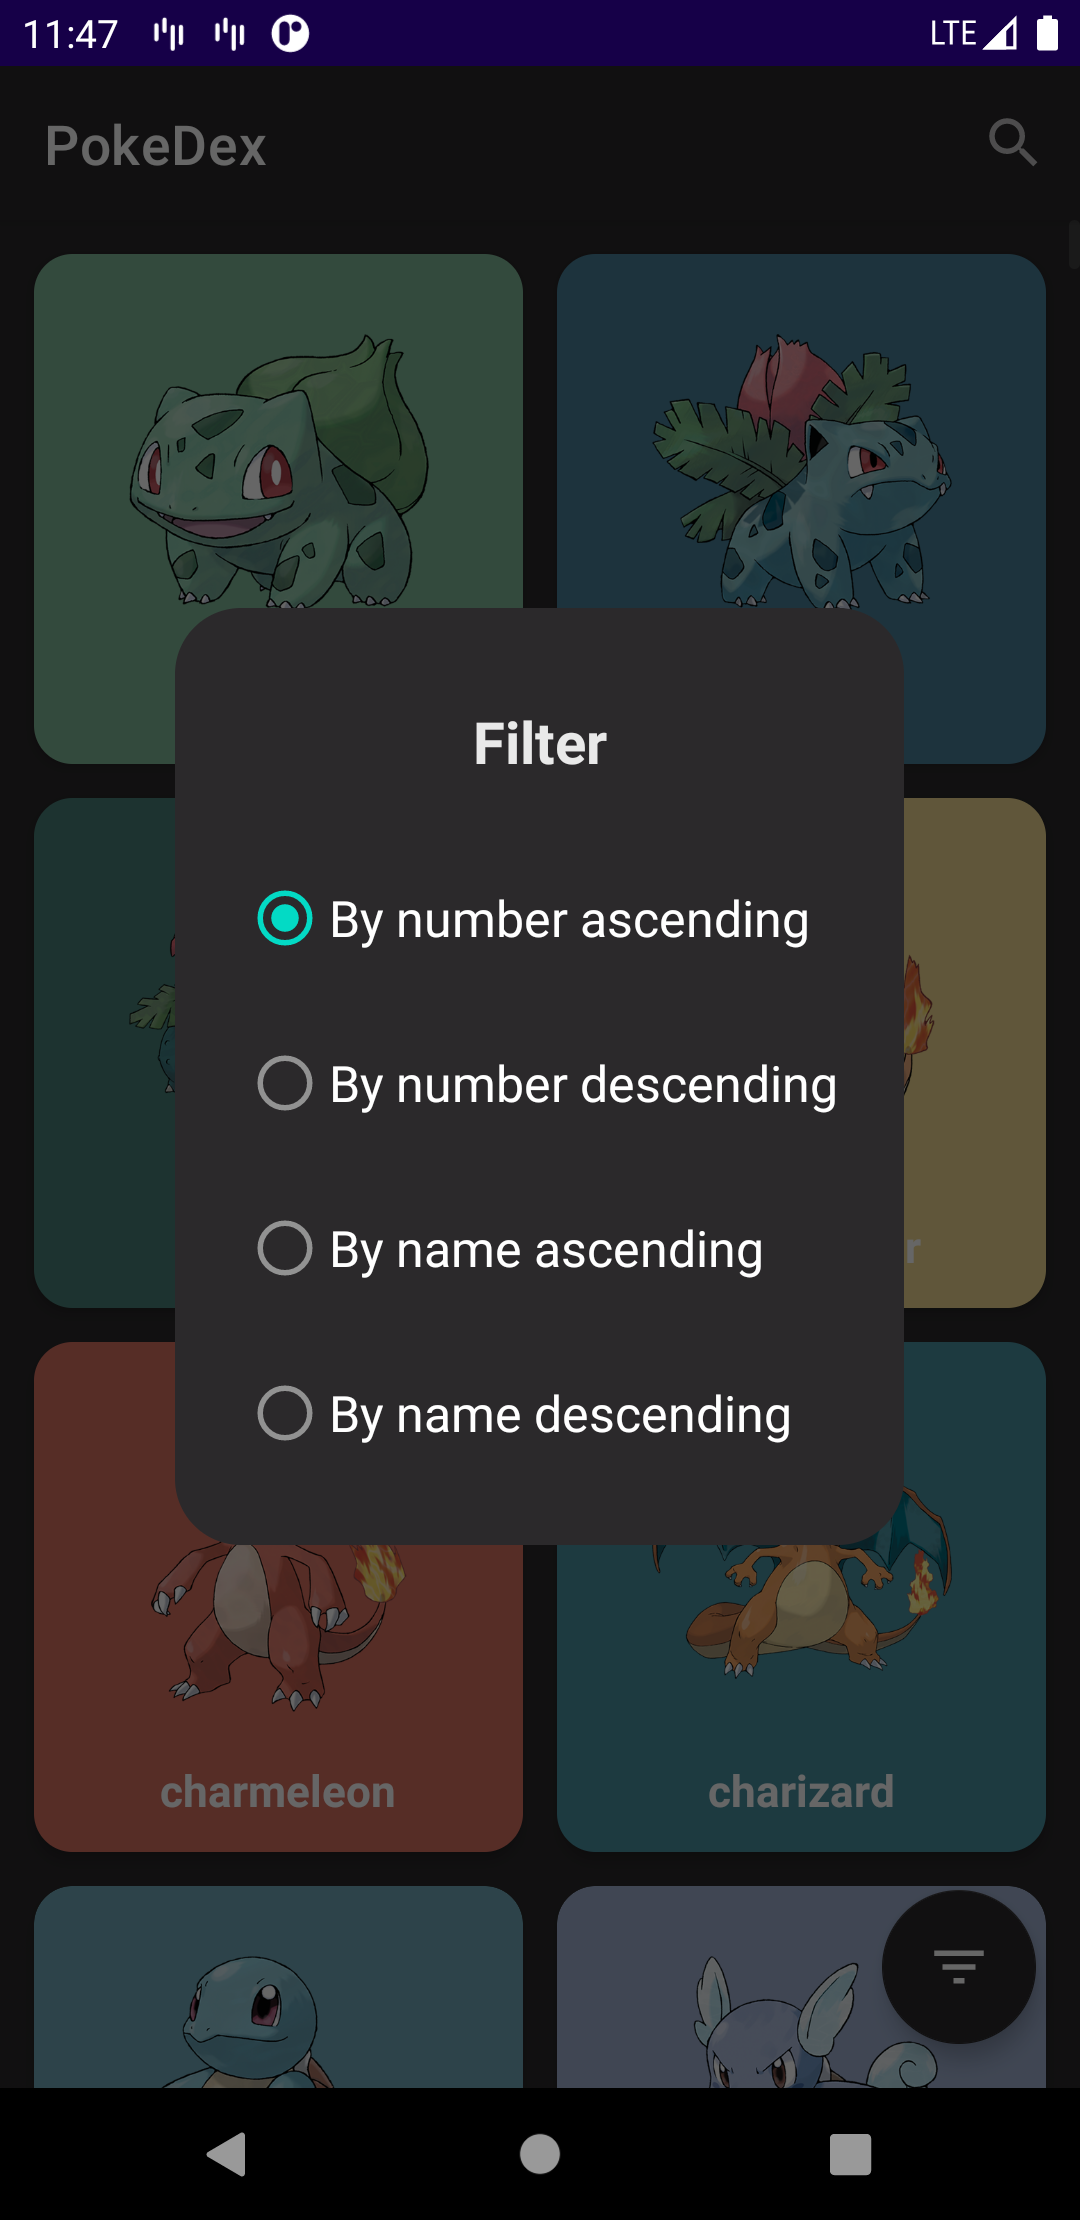 11:47
LTE
PokeDex
Filter
By number ascending
By number descending
By name ascending
r
By name descending
charmeleon
charizard